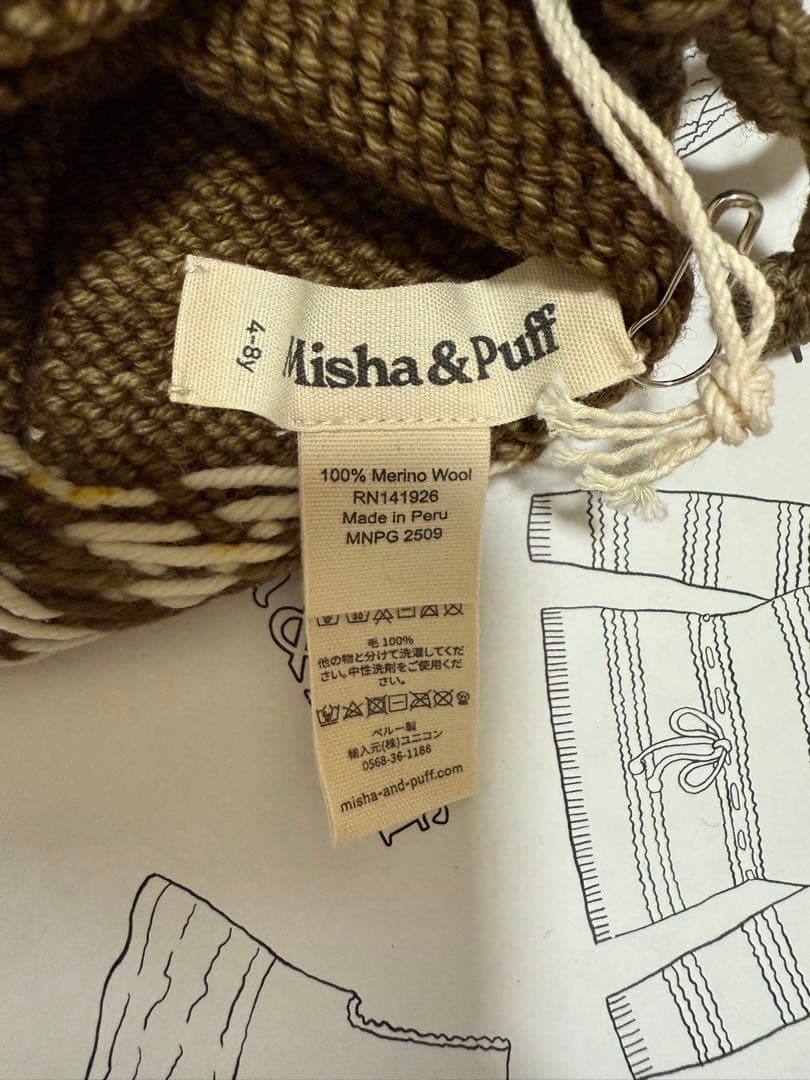 4-8y
Misha & Puff
100% Merino Wool
RN141926
Made in Peru
MNPG 2509
毛 100%
他の物と分けて洗濯してくだ
さい。中性洗剤をご使用くだ
さい。
ペルー製
輸入元(株)ユニコン
0568-36-1186
misha-and-puff.com